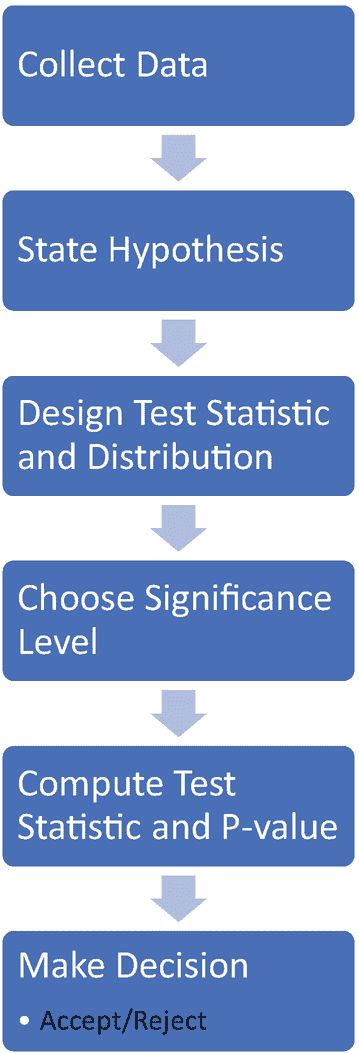 Collect Data
State Hypothesis
Design Test Statistic
and Distribution
Choose Significance
Level
Compute Test
Statistic and P-value
Make Decision
• Accept/Reject